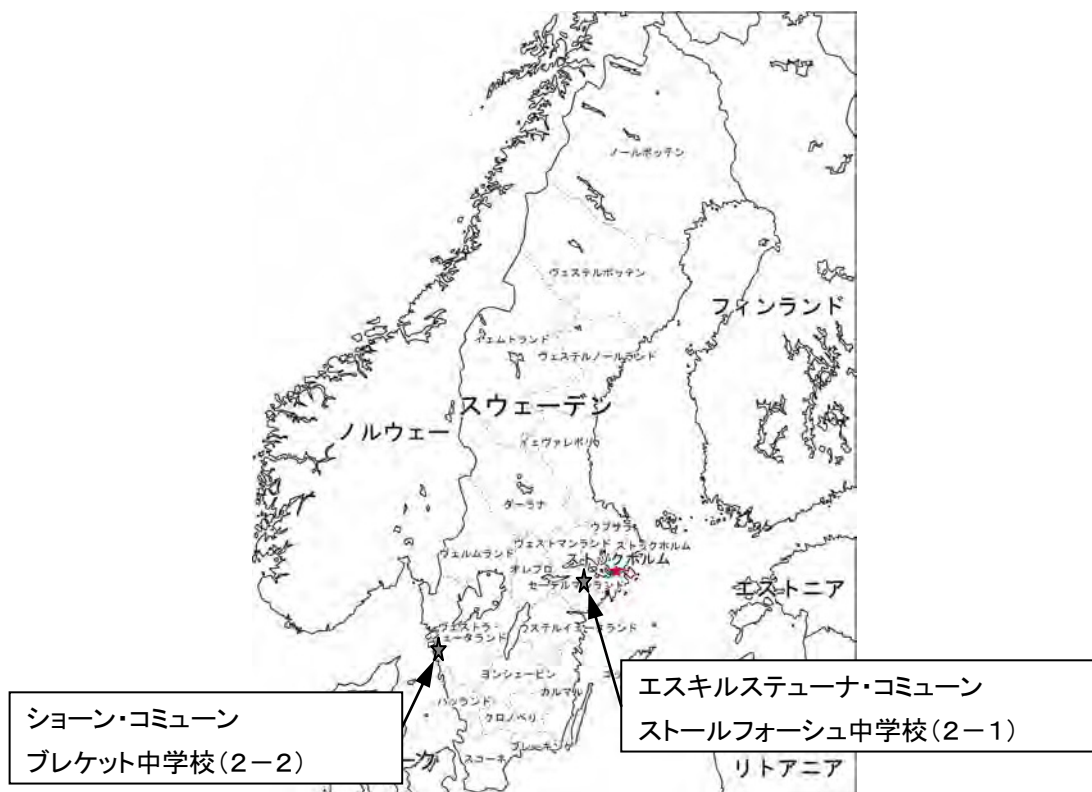 ノールボッテン
ヴェステルボッテン
フィンランド
イェムトランド
ヴェステルノールランド
スウェーデン
ノルウェー
イェヴァレボリ
ダーラナ
ウプサラ
ヴェストマンランド
ストックホルム
ヴェルムランド
ストックホルム
オレブロ
セーデルマンランド
エストニア
ヴェストラ・
イェータランド
ウステルイェータランド
ヨンシェーピン
カルマル
ハッランド
クロノベリ
ブレーキンゲ
スコーネ
リトアニア
エスキルステューナ・コミューン
ストールフォーシュ中学校(2-1)
ショーン・コミューン
ブレケット中学校(2-2)